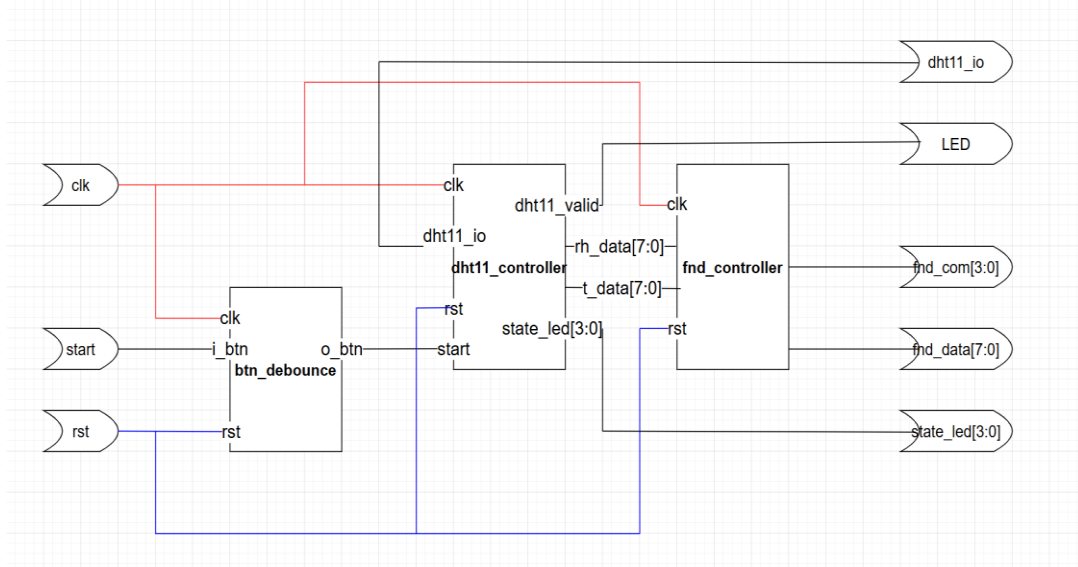 dht11_io
LED
clk
clk
dht11_valid
clk
dht11_io
rh_data[7:0]
dht11_controller
fnd_controller
fnd_com[3:0]
t_data[7:0]
rst
clk
state_led[3:0]
rst
start
i_btn
o_btn
start
fnd_data[7:0]
btn_debounce
rst
rst
state_led[3:0]